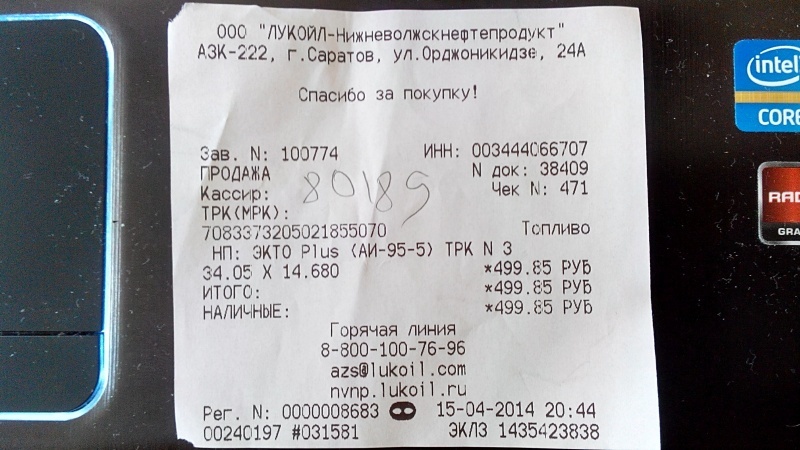 ООО "ЛУКОЙЛ-Нижневолжскнефтепродукт"
АЗК-222, г.Саратов, ул.Орджоникидзе, 24А
Спасибо за покупку!
Зав. N: 100774 ИНН: 003444066707
ПРОДАЖА N док: 38409
Кассир: Чек N: 471
80189
ТРК(МРК):
7083373205021855070 Топливо
НП: ЭКТО Plus (АИ-95-5) ТРК N 3
34.05 X 14.680 *499.85 РУБ
ИТОГО: *499.85 РУБ
НАЛИЧНЫЕ: *499.85 РУБ
Горячая линия
8-800-100-76-96
azs@lukoil.com
nvnp.lukoil.ru
Рег. N: 0000008683 15-04-2014 20:44
00240197 #031581 ЭКЛЗ 1435423838
intel
CORE
RAD
GRA